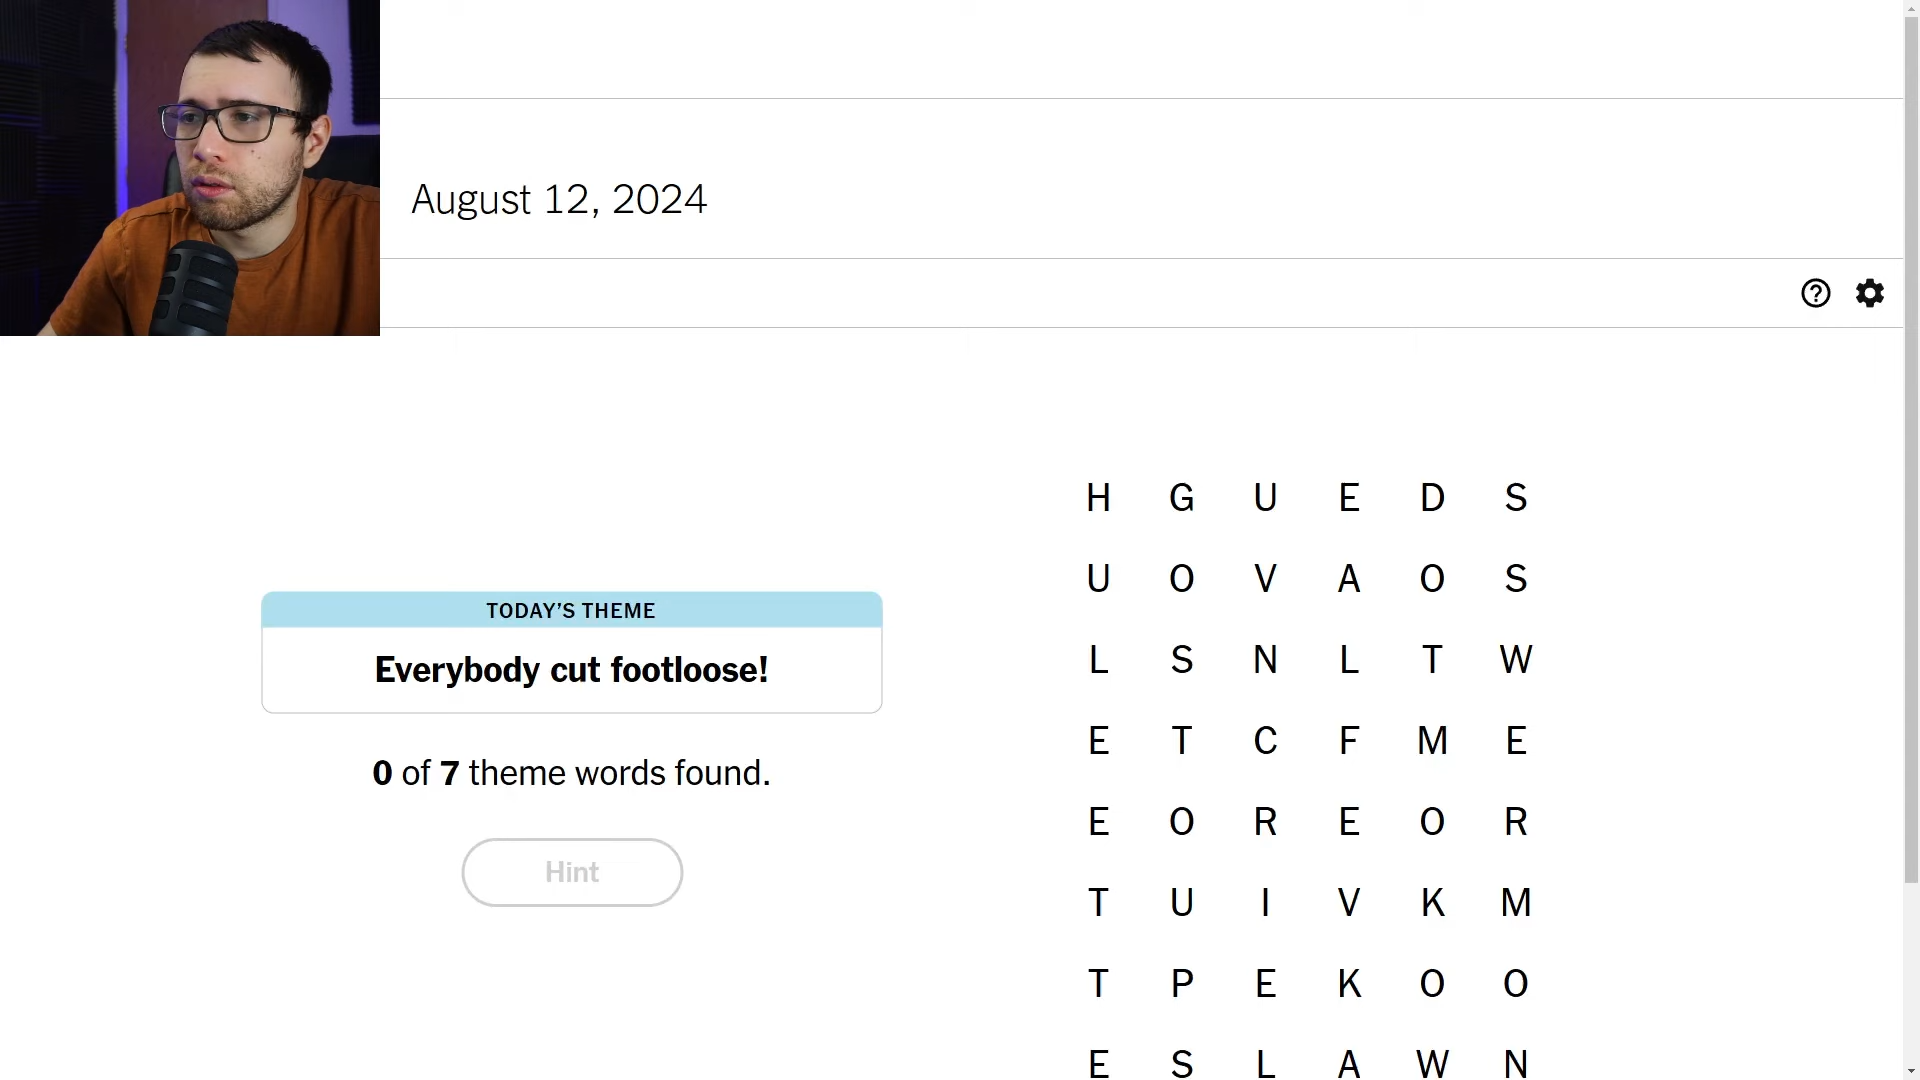 August 12, 2024
TODAY'S THEME
Everybody cut footloose!
0 of 7 theme words found.
Hint
H G U E D S
U O V A O S
L S N L T W
E T C F M E
E O R E O R
T U I V K M
T P E K O O
E S L A W N